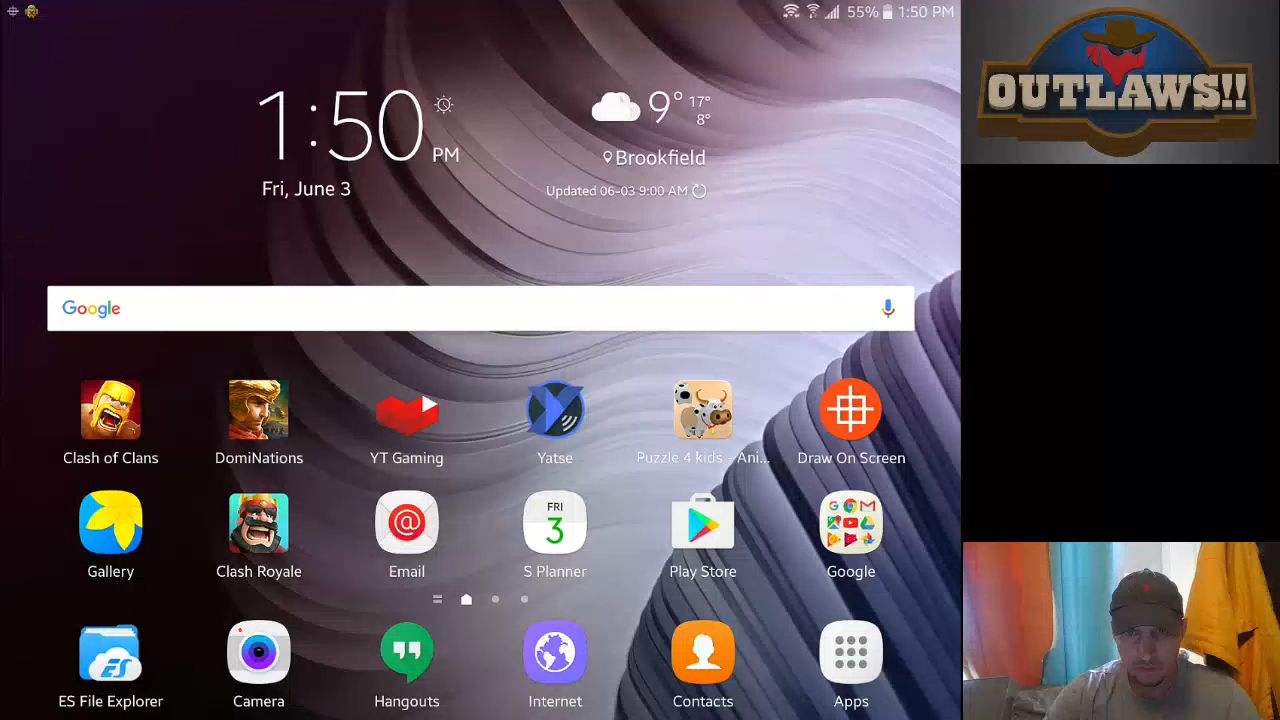 55% 1:50 PM
OUTLAWS!!
1:50 PM
Fri, June 3
9° 17°
8°
Brookfield
Updated 06-03 9:00 AM
Google
Clash of Clans
DomiNations
YT Gaming
Yatse
Puzzle 4 kids - Ani...
Draw On Screen
FRI
3
Gallery
Clash Royale
Email
S Planner
Play Store
Google
ES
ES File Explorer
Camera
Hangouts
Internet
Contacts
Apps